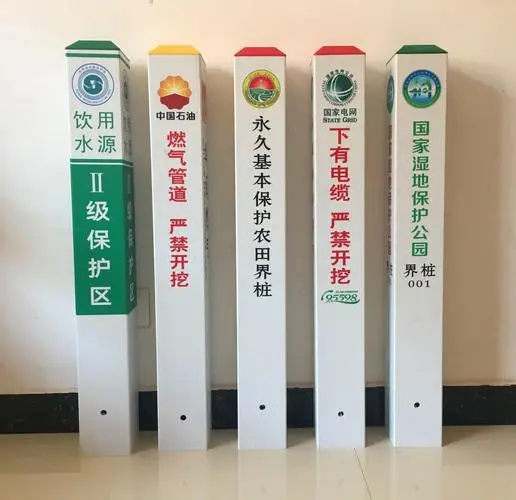 饮用
水源
II级保护区
中国石油
燃气管道 严禁开挖
永久基本保护农田界桩
国家电网
STATE GRID
下有电缆 严禁开挖
95598
国家湿地保护公园
界桩
001